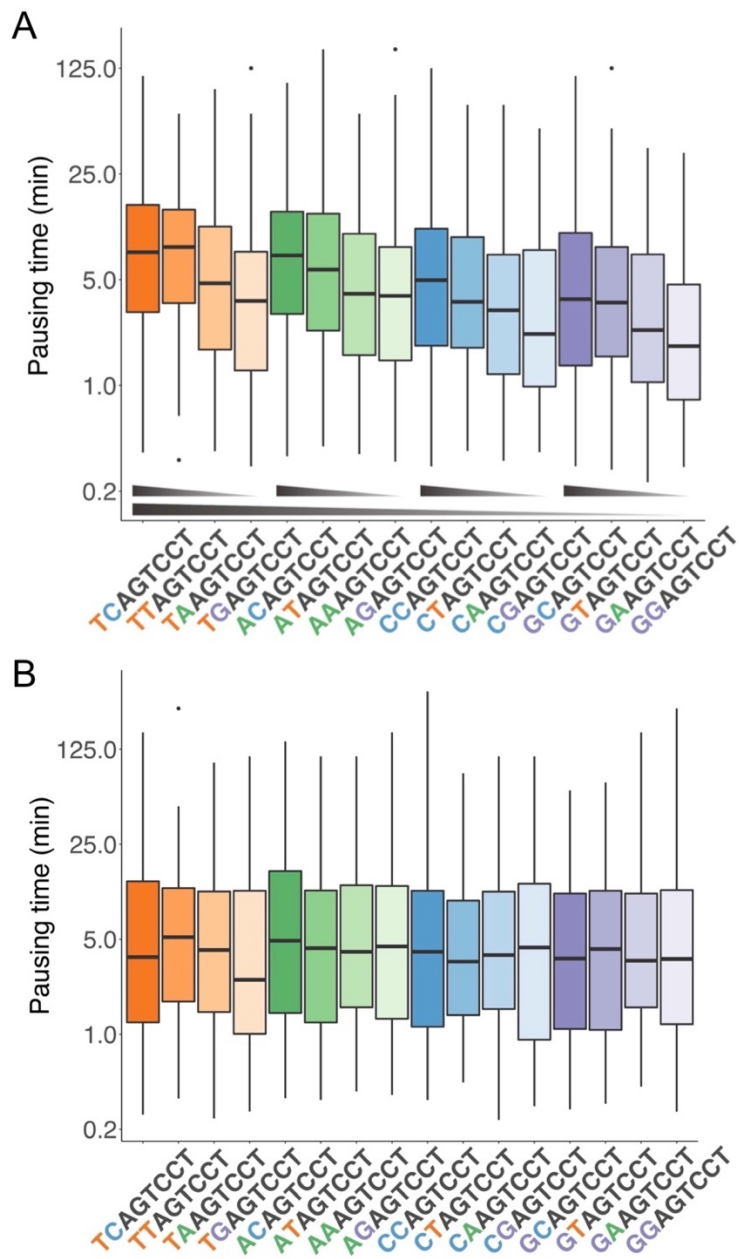 A
Pausing time (min)
125.0
25.0
5.0
1.0
0.2
TCAGTCCT
TTAGTCCT
TAAGTCCT
TGAGTCCT
ACAGTCCT
ATAGTCCT
AAAGTCCT
AGAGTCCT
CCAGTCCT
CTAGTCCT
CAAGTCCT
CGAGTCCT
GCAGTCCT
GTAGTCCT
GAAGTCCT
GGAGTCCT
B
Pausing time (min)
125.0
25.0
5.0
1.0
0.2
TCAGTCCT
TTAGTCCT
TAAGTCCT
TGAGTCCT
ACAGTCCT
ATAGTCCT
AAAGTCCT
AGAGTCCT
CCAGTCCT
CTAGTCCT
CAAGTCCT
CGAGTCCT
GCAGTCCT
GTAGTCCT
GAAGTCCT
GGAGTCCT